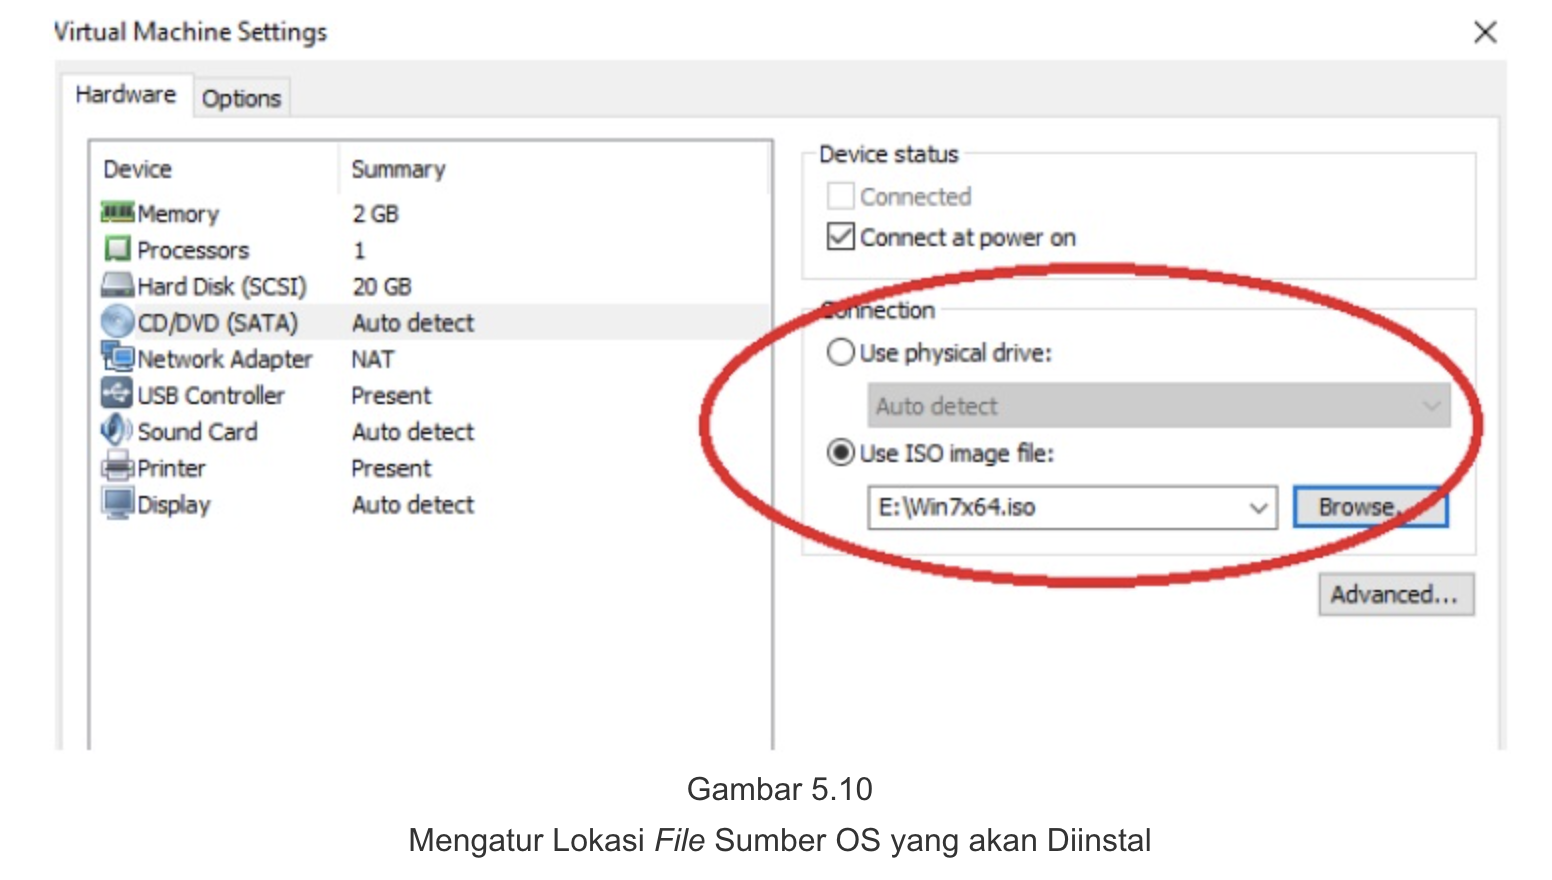 Virtual Machine Settings
Hardware
Options
Device Summary
Memory 2 GB
Processors 1
Hard Disk (SCSI) 20 GB
CD/DVD (SATA) Auto detect
Network Adapter NAT
USB Controller Present
Sound Card Auto detect
Printer Present
Display Auto detect
Device status
Connected
Connect at power on
Connection
Use physical drive:
Auto detect
Use ISO image file:
E:\Win7x64.iso
Browse...
Advanced...
Gambar 5.10
Mengatur Lokasi File Sumber OS yang akan Diinstal